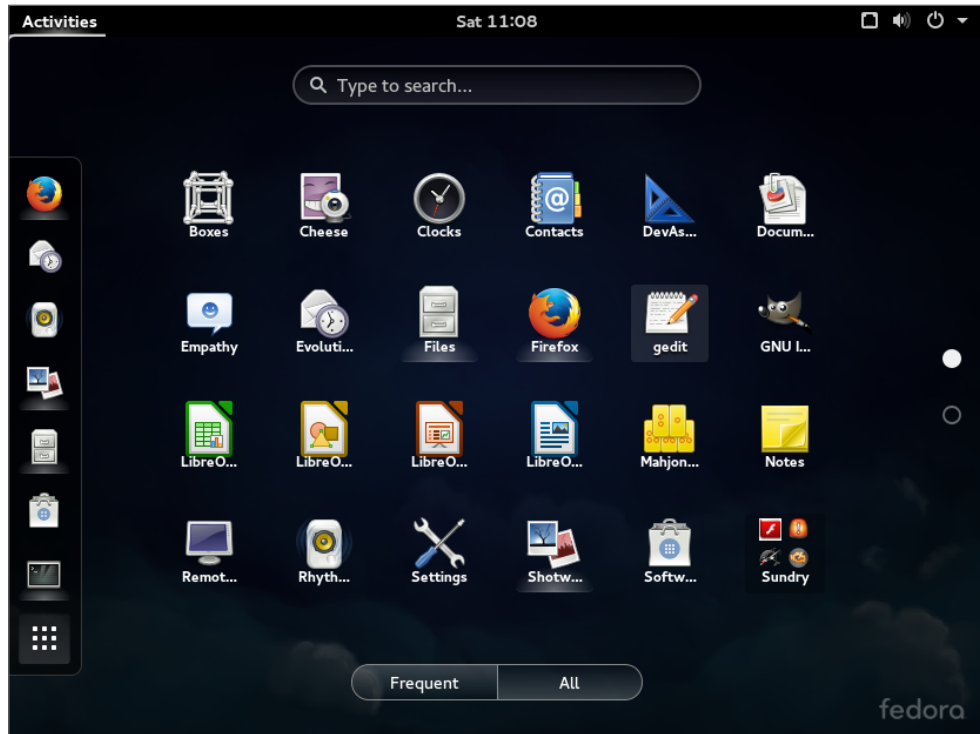 Activities Sat 11:08
Type to search...
Boxes Cheese Clocks Contacts DevAs... Docum...
Empathy Evoluti... Files Firefox gedit GNU I...
LibreO... LibreO... LibreO... LibreO... Mahjon... Notes
Remot... Rhyth... Settings Shotw... Softw... Sundry
Frequent All
fedora